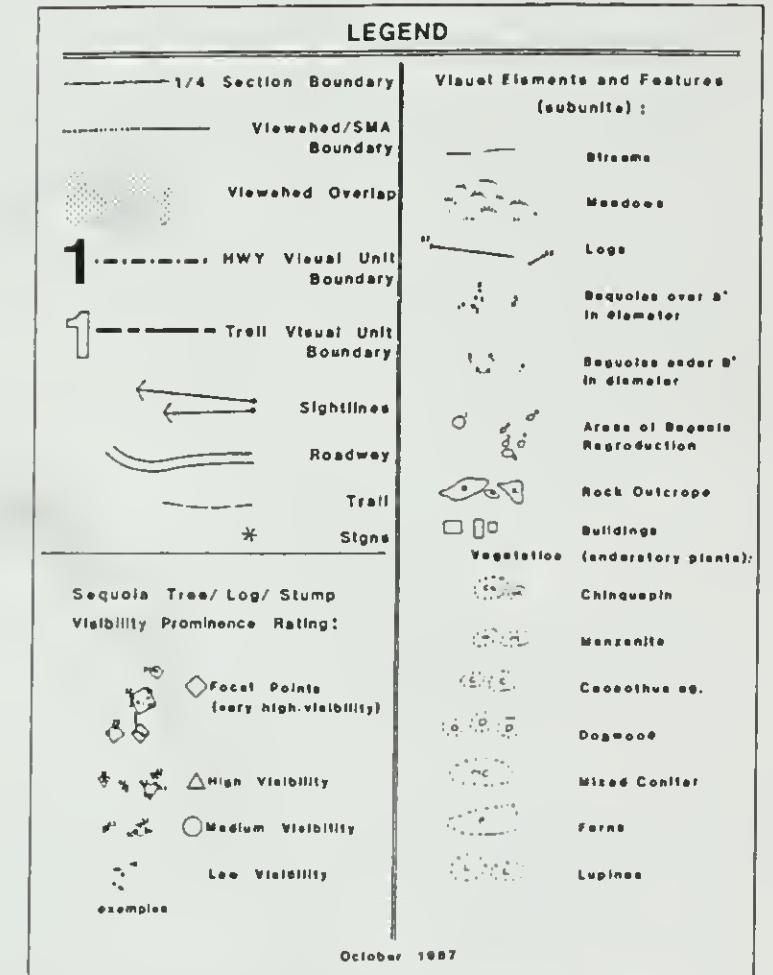 LEGEND
1/4 Section Boundary
Viewshed/SMA
Boundary
Viewshed Overlap
1 HWY Visual Unit
Boundary
1 Trail Visual Unit
Boundary
Sightlines
Roadway
Trail
* Signs
Sequoia Tree/ Log/ Stump
Visibility Prominence Rating:
Focal Points
(very high-visibility)
High Visibility
Medium Visibility
Low Visibility
examples
Visual Elements and Features
(subunits) :
Streams
Meadows
Logs
Sequoias over 8'
in diameter
Sequoias under 8'
in diameter
Areas of Sequoia
Reproduction
Rock Outcrops
Buildings
Vegetation (understory plants):
Chinquapin
Manzanita
Ceanothus sp.
Dogwood
Mixed Conifer
Ferns
Lupines
October 1987